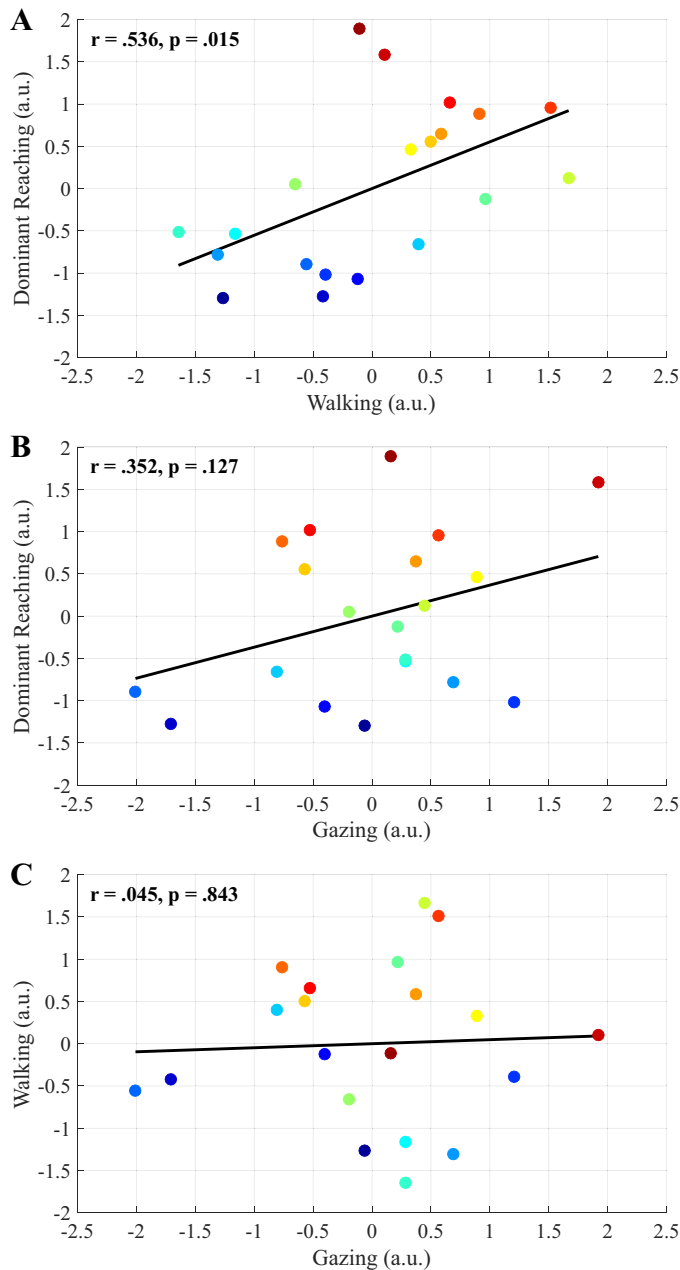 A
r = .536, p = .015
Dominant Reaching (a.u.)
2
1.5
1
0.5
0
-0.5
-1
-1.5
-2
-2.5 -2 -1.5 -1 -0.5 0 0.5 1 1.5 2 2.5
Walking (a.u.)
B
r = .352, p = .127
Dominant Reaching (a.u.)
2
1.5
1
0.5
0
-0.5
-1
-1.5
-2
-2.5 -2 -1.5 -1 -0.5 0 0.5 1 1.5 2 2.5
Gazing (a.u.)
C
r = .045, p = .843
Walking (a.u.)
2
1.5
1
0.5
0
-0.5
-1
-1.5
-2
-2.5 -2 -1.5 -1 -0.5 0 0.5 1 1.5 2 2.5
Gazing (a.u.)